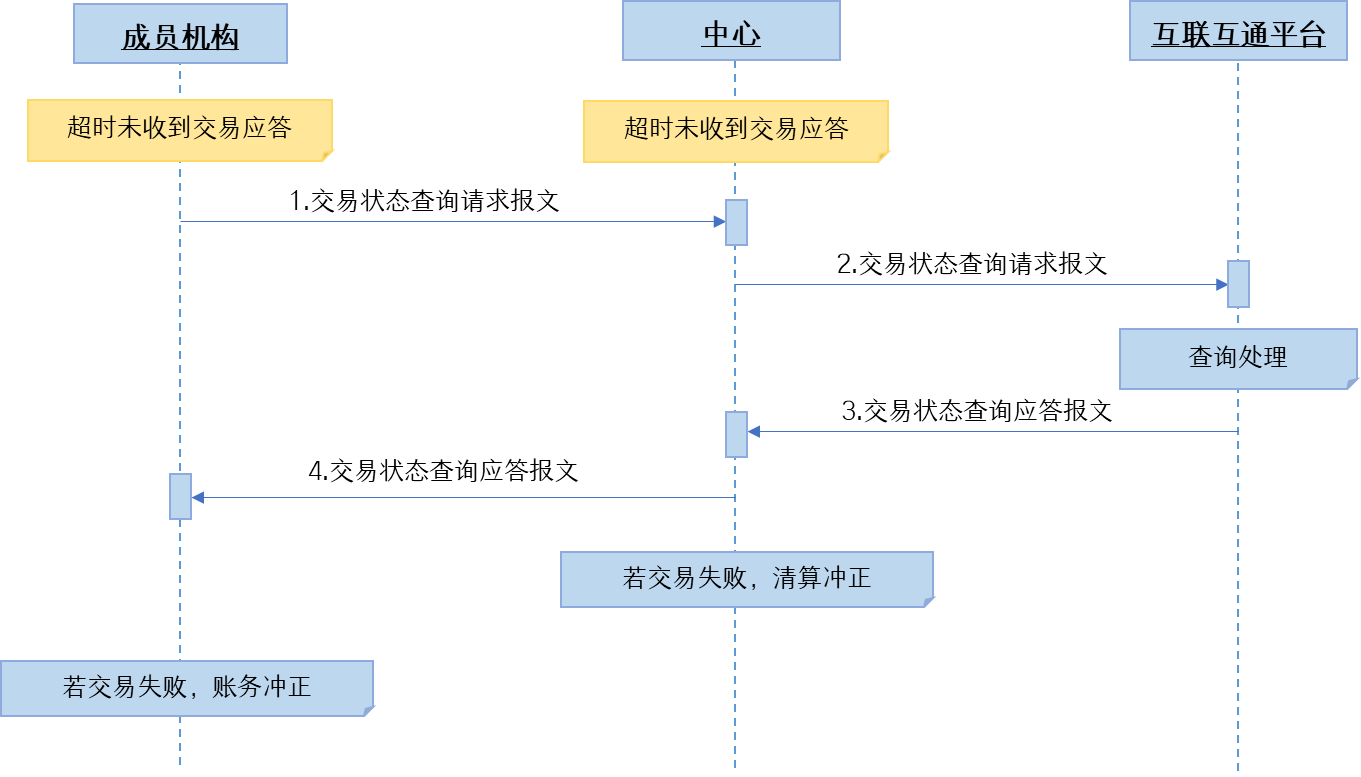 成员机构
中心
互联互通平台
超时未收到交易应答
超时未收到交易应答
1.交易状态查询请求报文
2.交易状态查询请求报文
查询处理
3.交易状态查询应答报文
4.交易状态查询应答报文
若交易失败，清算冲正
若交易失败，账务冲正